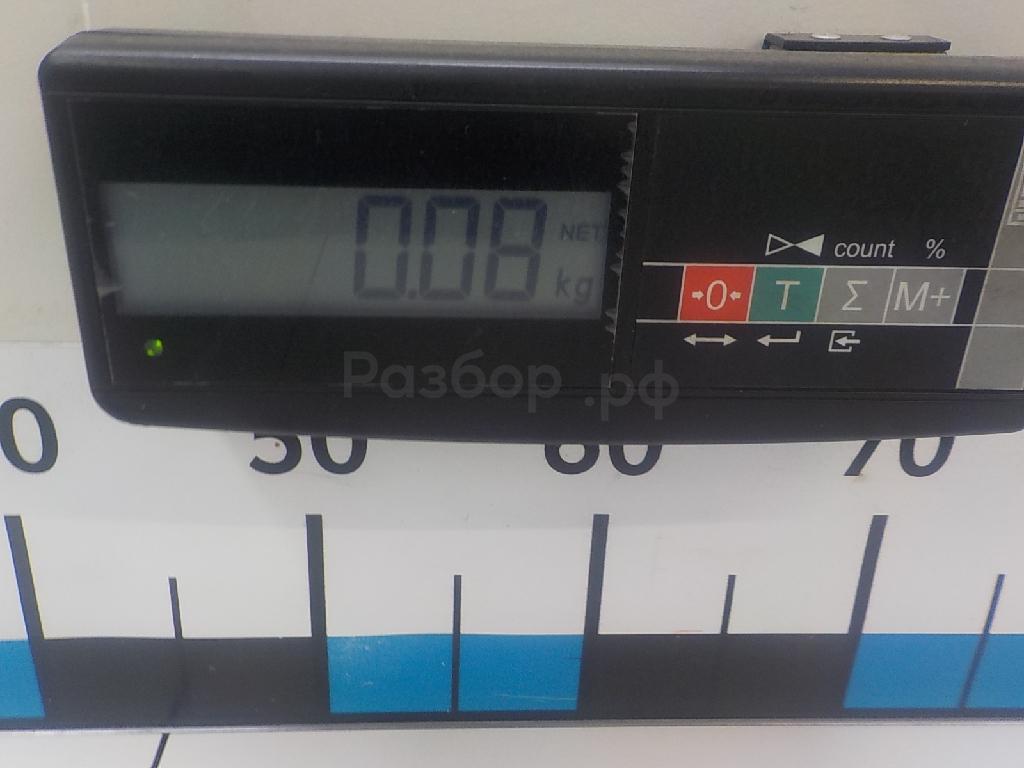 0.08 NET kg
count %
→0← T Σ M+
Разбор.рф
0 50 60 70